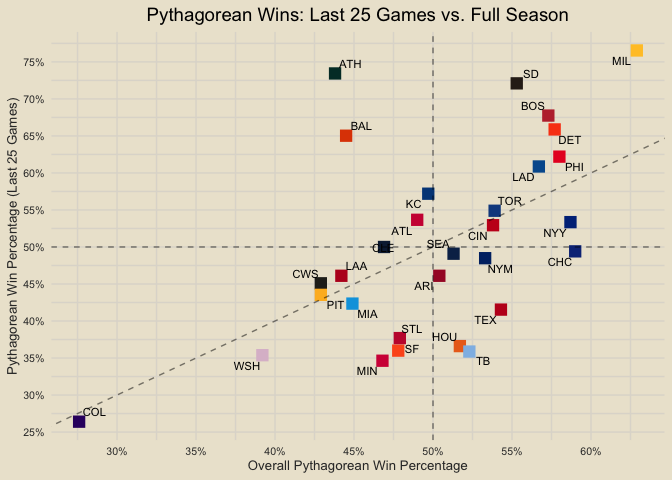 Pythagorean Wins: Last 25 Games vs. Full Season
Pythagorean Win Percentage (Last 25 Games)
75%
70%
65%
60%
55%
50%
45%
40%
35%
30%
25%
MIL
ATH
SD
BOS
BAL
DET
PHI
LAD
KC
TOR
ATL
CIN
NYY
CLE
SEA
CHC
NYM
CWS
LAA
ARI
PIT
MIA
TEX
STL
HOU
SF
TB
WSH
MIN
COL
30%
35%
40%
45%
50%
55%
60%
Overall Pythagorean Win Percentage